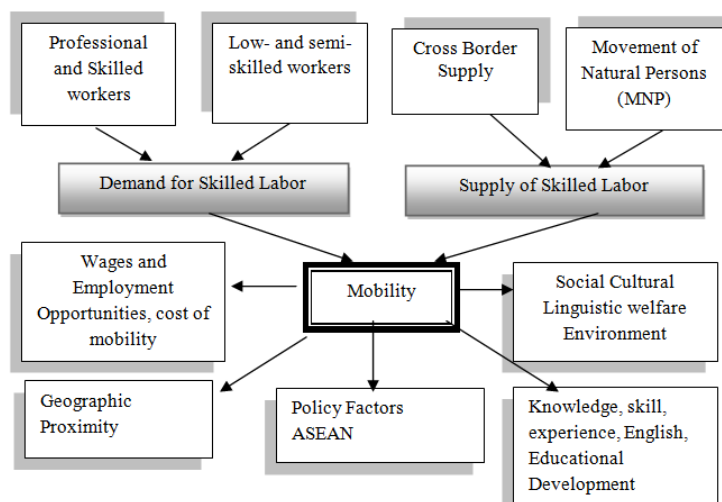 Professional
and Skilled
workers
Low- and semi-
skilled workers
Cross Border
Supply
Movement of
Natural Persons
(MNP)
Demand for Skilled Labor
Supply of Skilled Labor
Wages and
Employment
Opportunities, cost of
mobility
Mobility
Social Cultural
Linguistic welfare
Environment
Geographic
Proximity
Policy Factors
ASEAN
Knowledge, skill,
experience, English,
Educational
Development